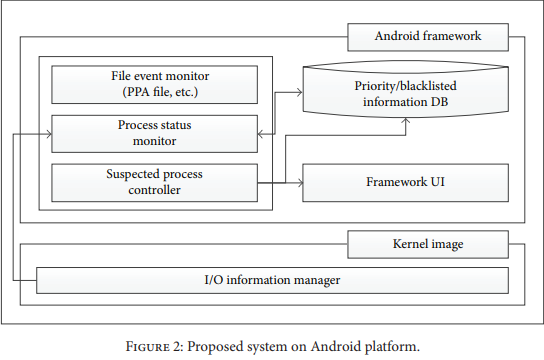 Android framework
File event monitor
(PPA file, etc.)
Priority/blacklisted
information DB
Process status
monitor
Suspected process
controller
Framework UI
Kernel image
I/O information manager
FIGURE 2: Proposed system on Android platform.